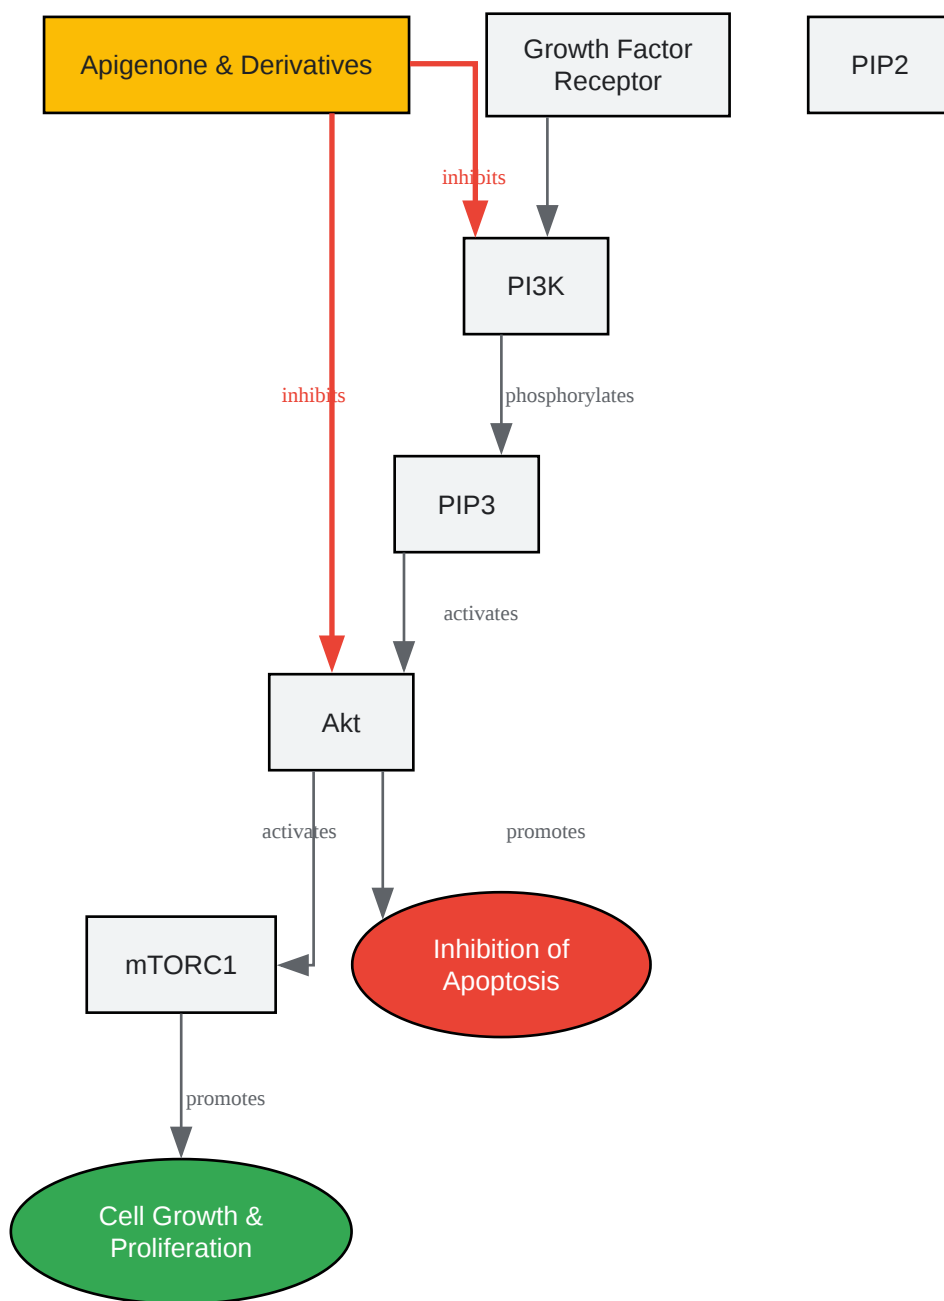 Apigenone & Derivatives
Growth Factor
Receptor
PIP2
inhibits
PI3K
inhibits
phosphorylates
PIP3
activates
Akt
activates
promotes
mTORC1
Inhibition of
Apoptosis
promotes
Cell Growth &
Proliferation